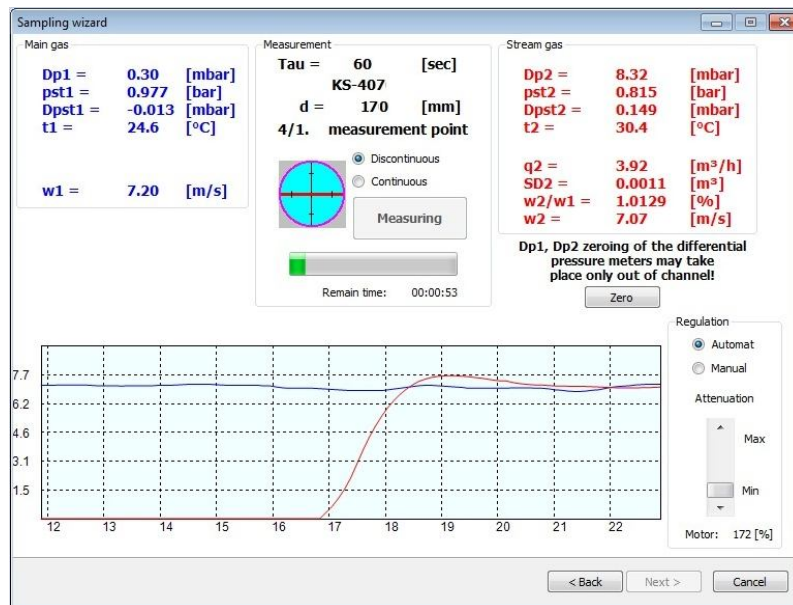 Sampling wizard
Main gas
Dp1 = 0.30 [mbar]
pst1 = 0.977 [bar]
Dpst1 = -0.013 [mbar]
t1 = 24.6 [°C]
w1 = 7.20 [m/s]
Measurement
Tau = 60 [sec]
KS-407
d = 170 [mm]
4/1. measurement point
Discontinuous
Continuous
Measuring
Remain time: 00:00:53
Stream gas
Dp2 = 8.32 [mbar]
pst2 = 0.815 [bar]
Dpst2 = 0.149 [mbar]
t2 = 30.4 [°C]
q2 = 3.92 [m³/h]
SD2 = 0.0011 [m³]
w2/w1 = 1.0129 [%]
w2 = 7.07 [m/s]
Dp1, Dp2 zeroing of the differential
pressure meters may take
place only out of channel!
Zero
7.7
6.2
4.6
3.1
1.5
12 13 14 15 16 17 18 19 20 21 22
Regulation
Automat
Manual
Attenuation
Max
Min
Motor: 172 [%]
< Back Next > Cancel